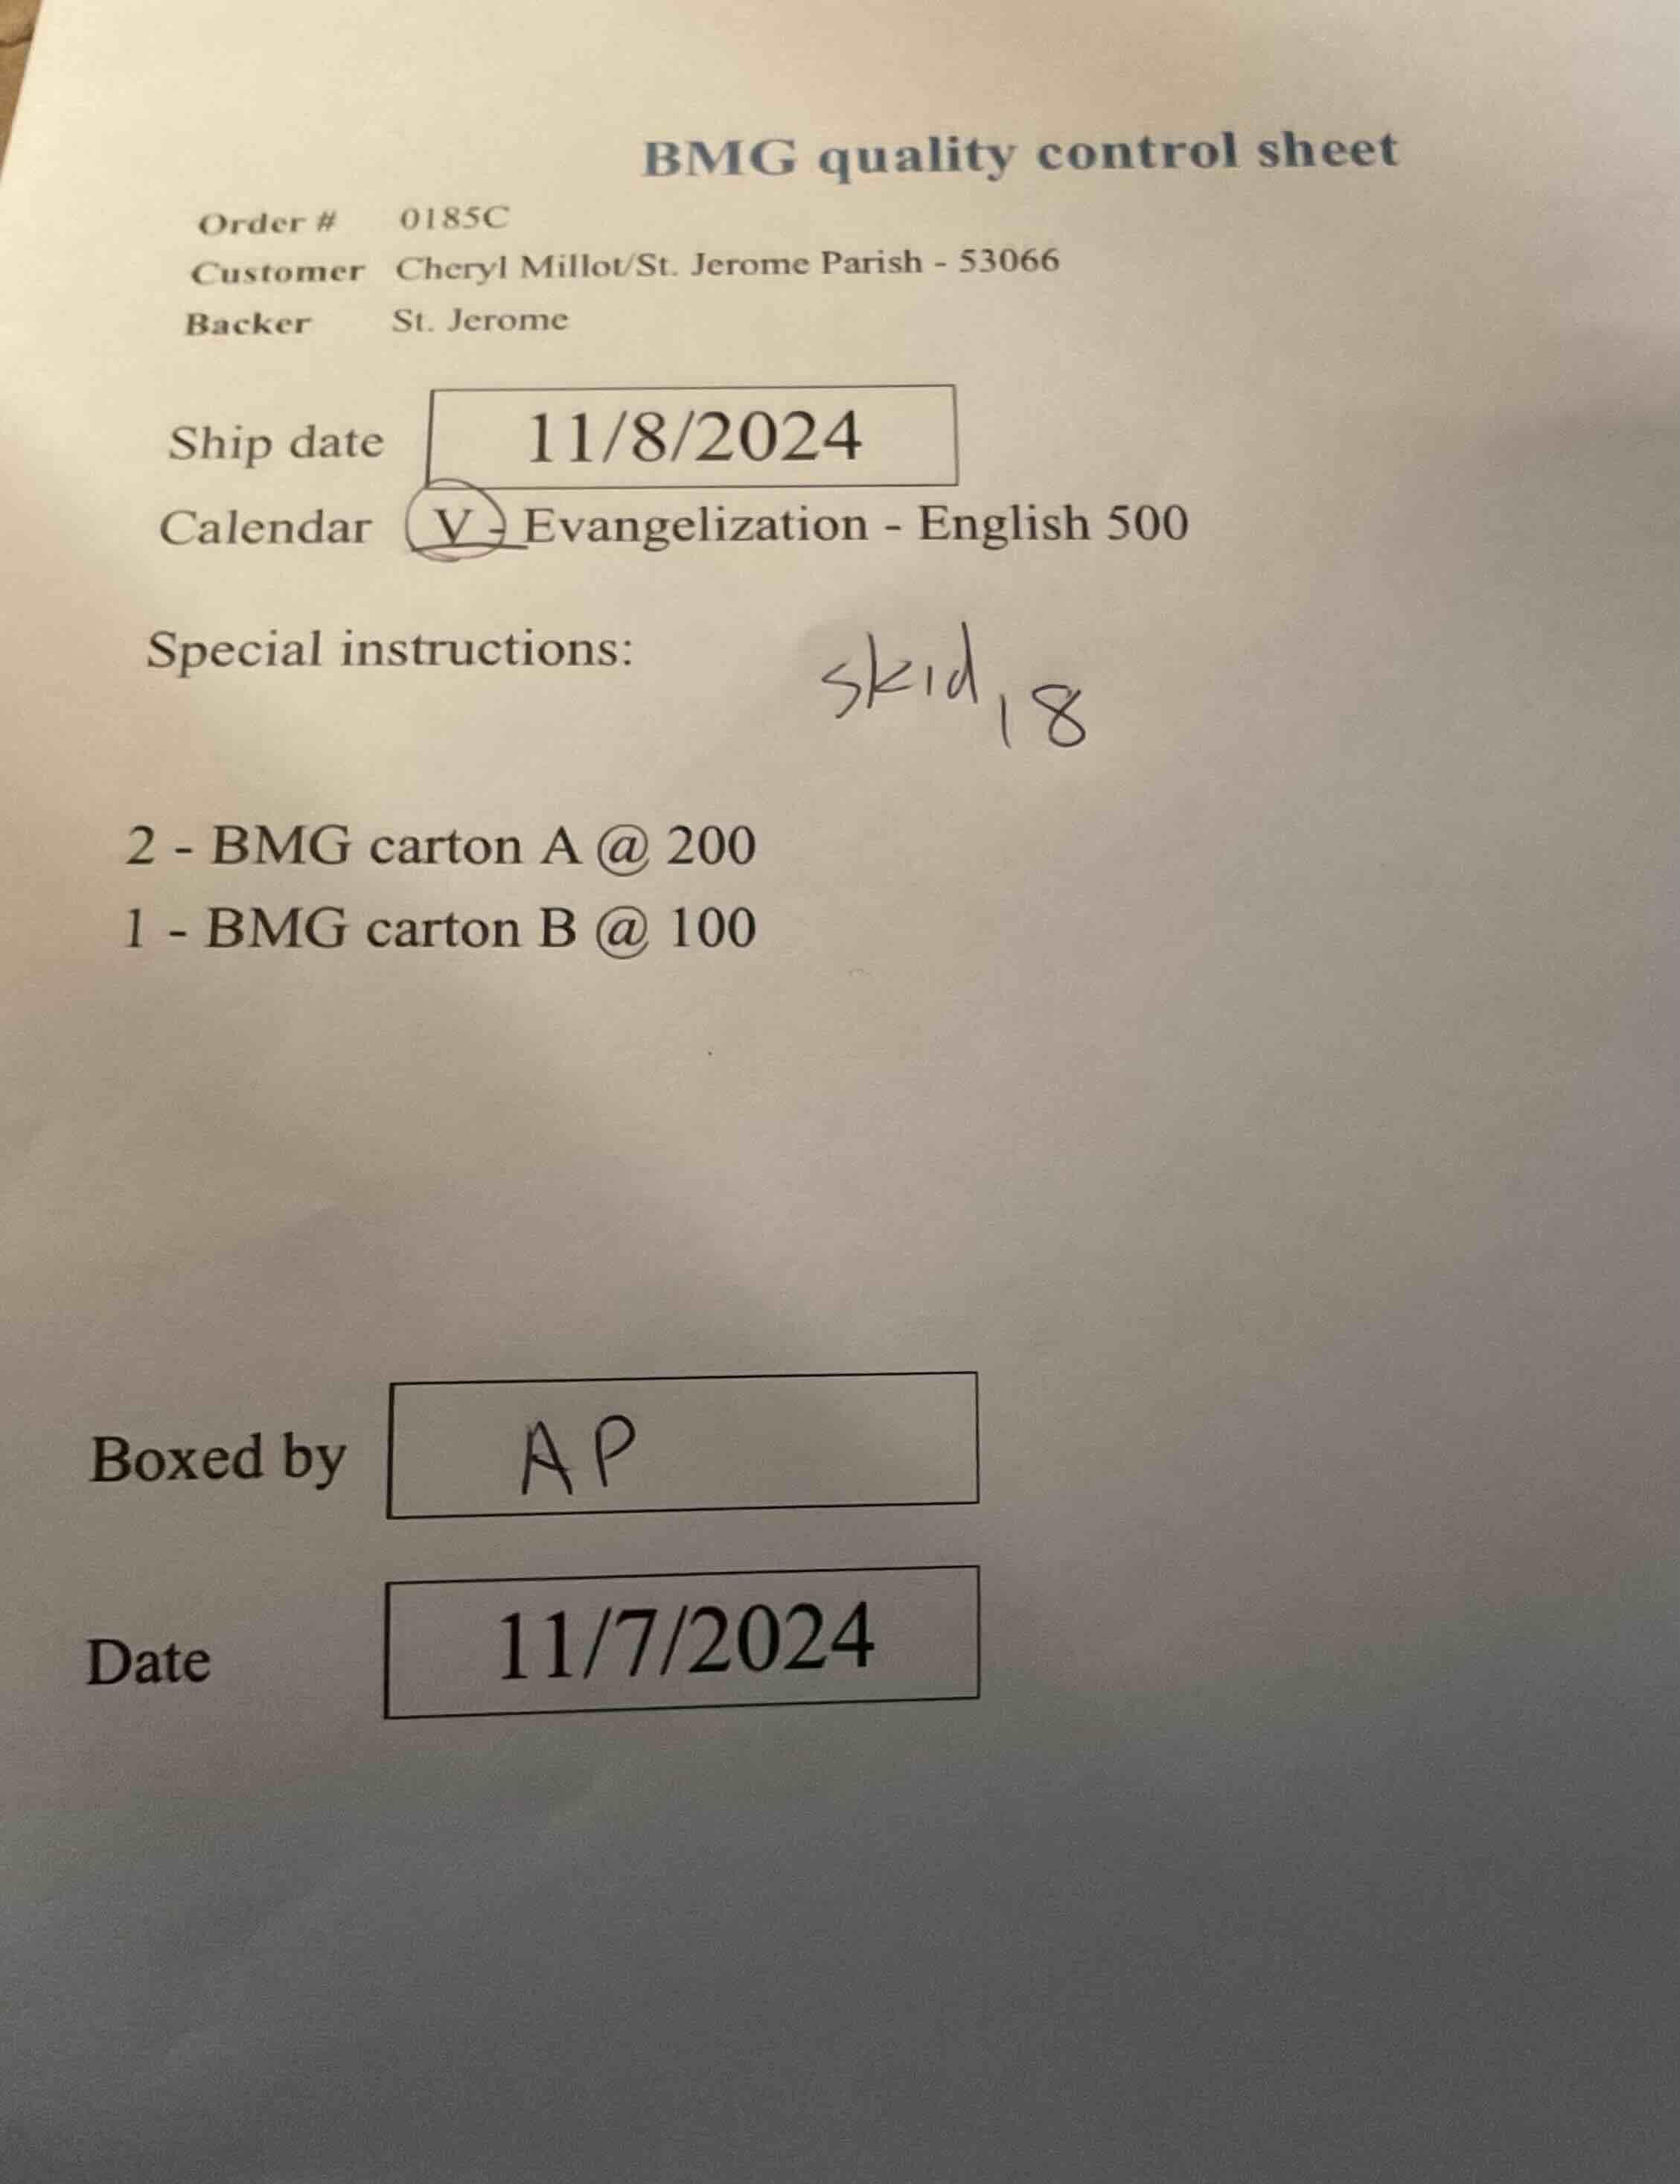 BMG quality control sheet
Order # 0185C
Customer Cheryl Millot/St. Jerome Parish - 53066
Backer St. Jerome
Ship date 11/8/2024
Calendar V - Evangelization - English 500
Special instructions:
skid 18
2 - BMG carton A @ 200
1 - BMG carton B @ 100
Boxed by AP
Date 11/7/2024